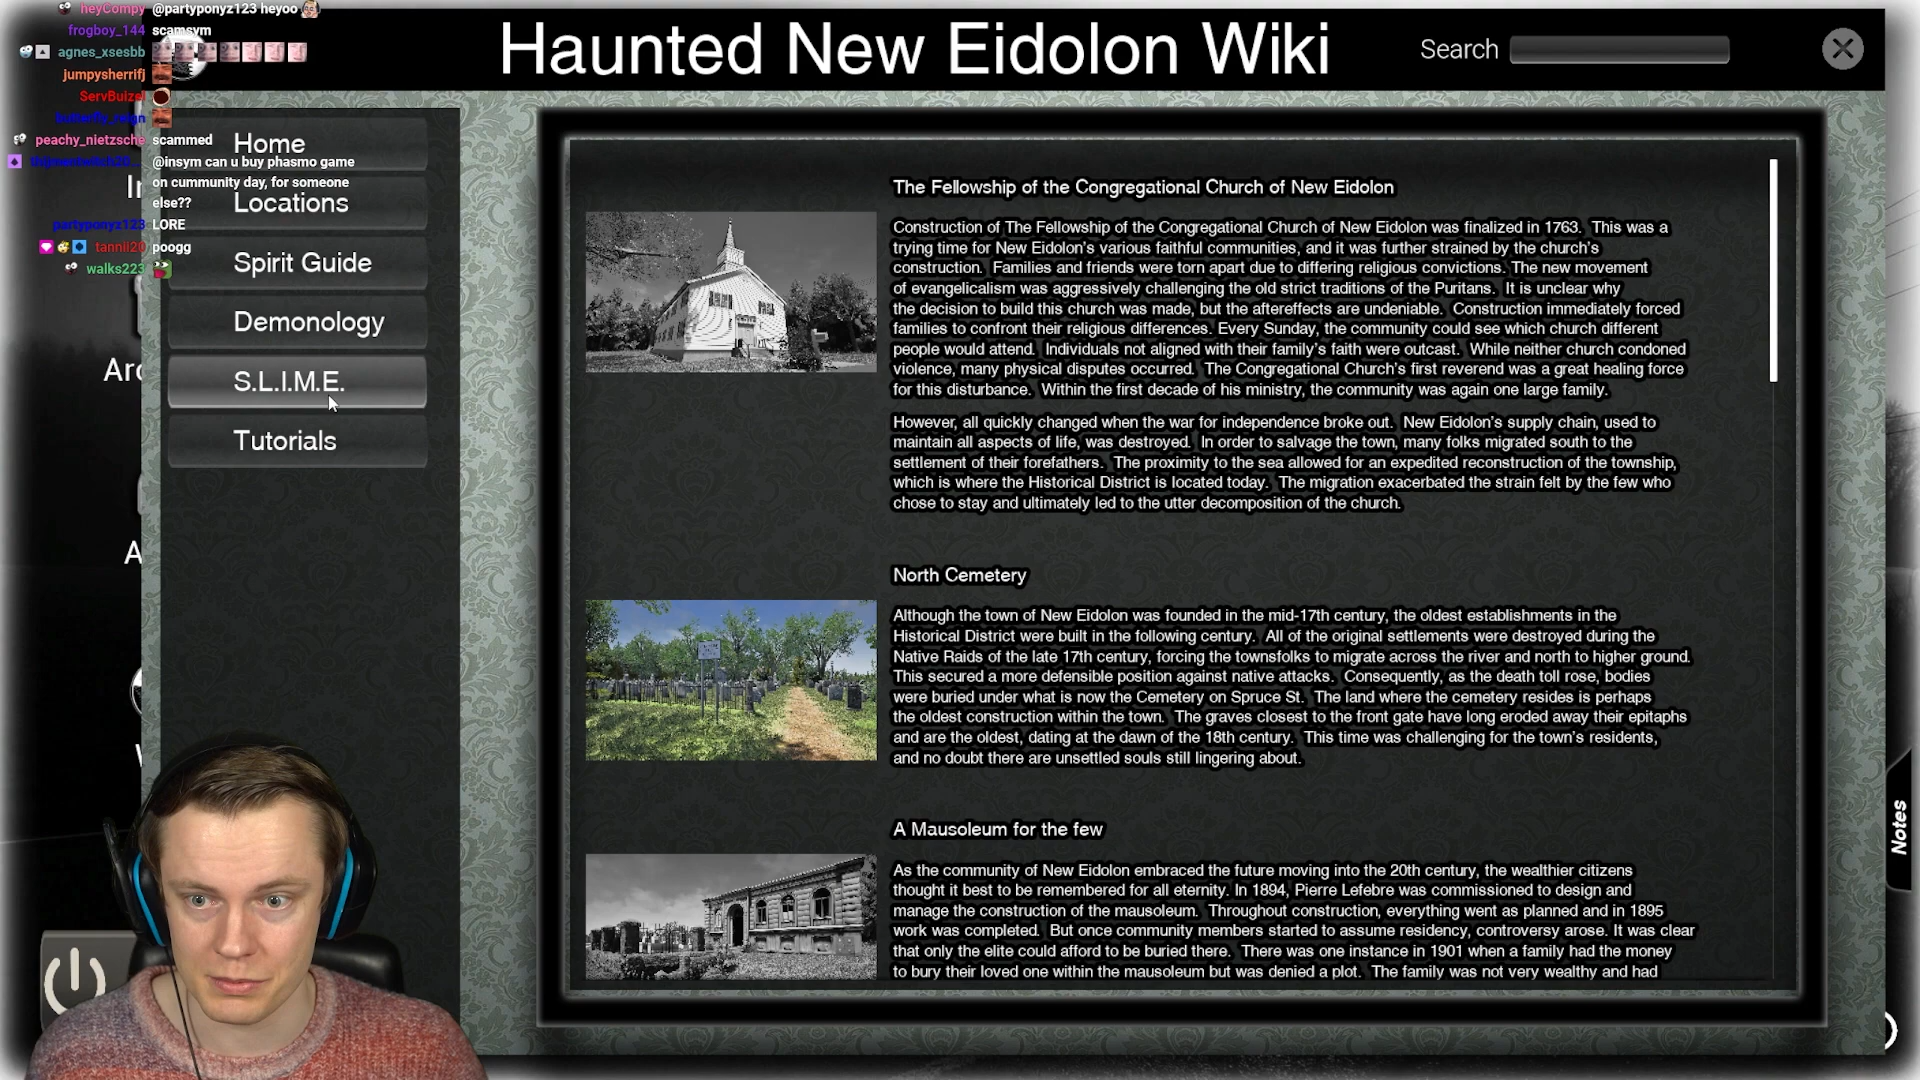 heyCompy @partyponyz123 heyoo
frogboy_144 scamsym
agnes_xsesbb
jumpysherrifj
ServBuizel
butterfly_reign
peachy_nietzsche scammed
@insym can u buy phasmo game
on cummunity day, for someone
else??
partyponyz123 LORE
tannil20 poogg
walks223
Haunted New Eidolon Wiki
Search
Home
Locations
Spirit Guide
Demonology
S.L.I.M.E.
Tutorials
Arc
A
The Fellowship of the Congregational Church of New Eidolon
Construction of The Fellowship of the Congregational Church of New Eidolon was finalized in 1763. This was a
trying time for New Eidolon's various faithful communities, and it was further strained by the church's
construction. Families and friends were torn apart due to differing religious convictions. The new movement
of evangelicalism was aggressively challenging the old strict traditions of the Puritans. It is unclear why
the decision to build this church was made, but the aftereffects are undeniable. Construction immediately forced
families to confront their religious differences. Every Sunday, the community could see which church different
people would attend. Individuals not aligned with their family's faith were outcast. While neither church condoned
violence, many physical disputes occurred. The Congregational Church's first reverend was a great healing force
for this disturbance. Within the first decade of his ministry, the community was again one large family.
However, all quickly changed when the war for independence broke out. New Eidolon's supply chain, used to
maintain all aspects of life, was destroyed. In order to salvage the town, many folks migrated south to the
settlement of their forefathers. The proximity to the sea allowed for an expedited reconstruction of the township,
which is where the Historical District is located today. The migration exacerbated the strain felt by the few who
chose to stay and ultimately led to the utter decomposition of the church.
North Cemetery
Although the town of New Eidolon was founded in the mid-17th century, the oldest establishments in the
Historical District were built in the following century. All of the original settlements were destroyed during the
Native Raids of the late 17th century, forcing the townsfolks to migrate across the river and north to higher ground.
This secured a more defensible position against native attacks. Consequently, as the death toll rose, bodies
were buried under what is now the Cemetery on Spruce St. The land where the cemetery resides is perhaps
the oldest construction within the town. The graves closest to the front gate have long eroded away their epitaphs
and are the oldest, dating at the dawn of the 18th century. This time was challenging for the town's residents,
and no doubt there are unsettled souls still lingering about.
A Mausoleum for the few
As the community of New Eidolon embraced the future moving into the 20th century, the wealthier citizens
thought it best to be remembered for all eternity. In 1894, Pierre Lefebre was commissioned to design and
manage the construction of the mausoleum. Throughout construction, everything went as planned and in 1895
work was completed. But once community members started to assume residency, controversy arose. It was clear
that only the elite could afford to be buried there. There was one instance in 1901 when a family had the money
to bury their loved one within the mausoleum but was denied a plot. The family was not very wealthy and had
Notes